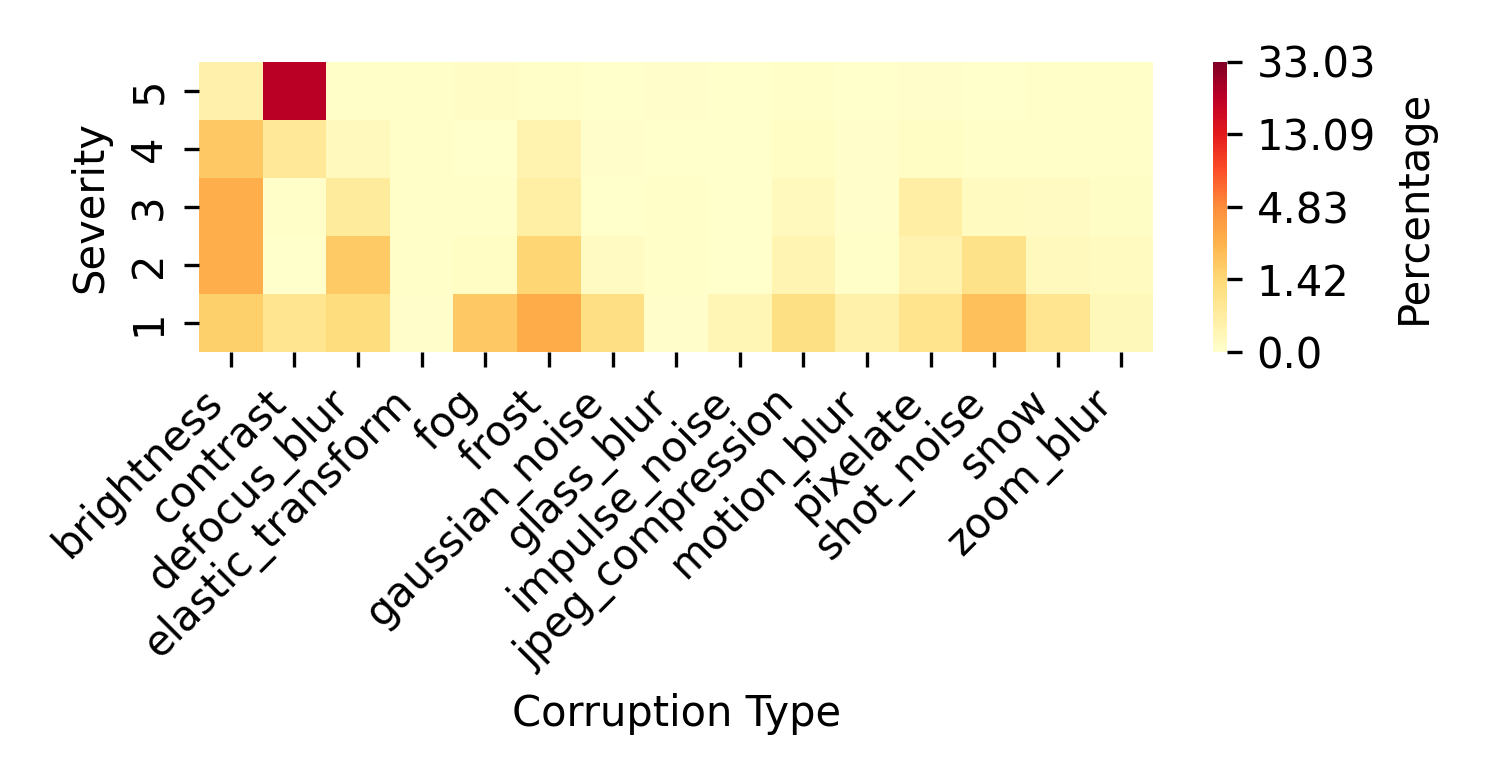 Severity
5
4
3
2
1
brightness
contrast
defocus_blur
elastic_transform
fog
frost
gaussian_noise
glass_blur
impulse_noise
jpeg_compression
motion_blur
pixelate
shot_noise
snow
zoom_blur
Corruption Type
33.03
13.09
4.83
1.42
0.0
Percentage